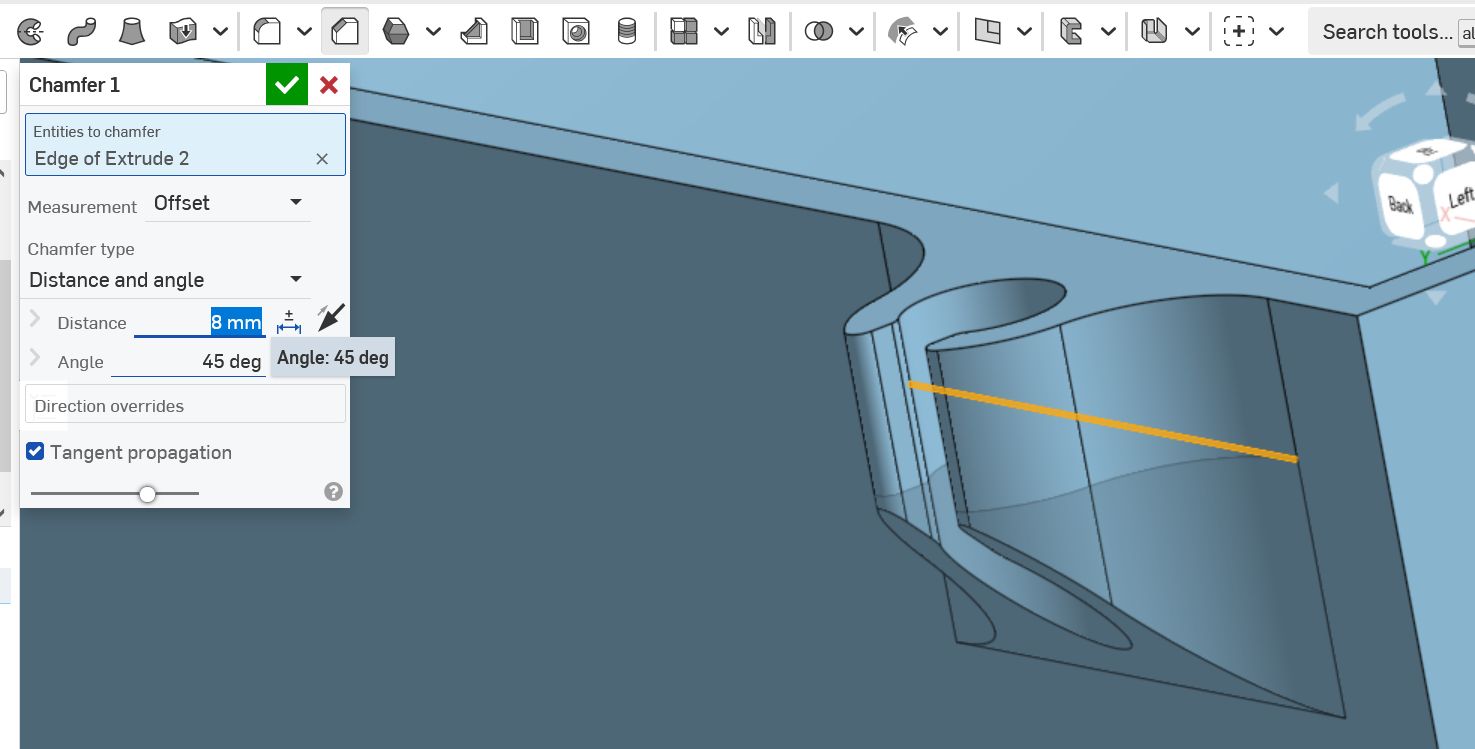 Search tools...
Chamfer 1
Entities to chamfer
Edge of Extrude 2
Measurement Offset
Chamfer type
Distance and angle
Distance 8 mm
Angle 45 deg
Angle: 45 deg
Direction overrides
Tangent propagation
Back
Left
X
Y